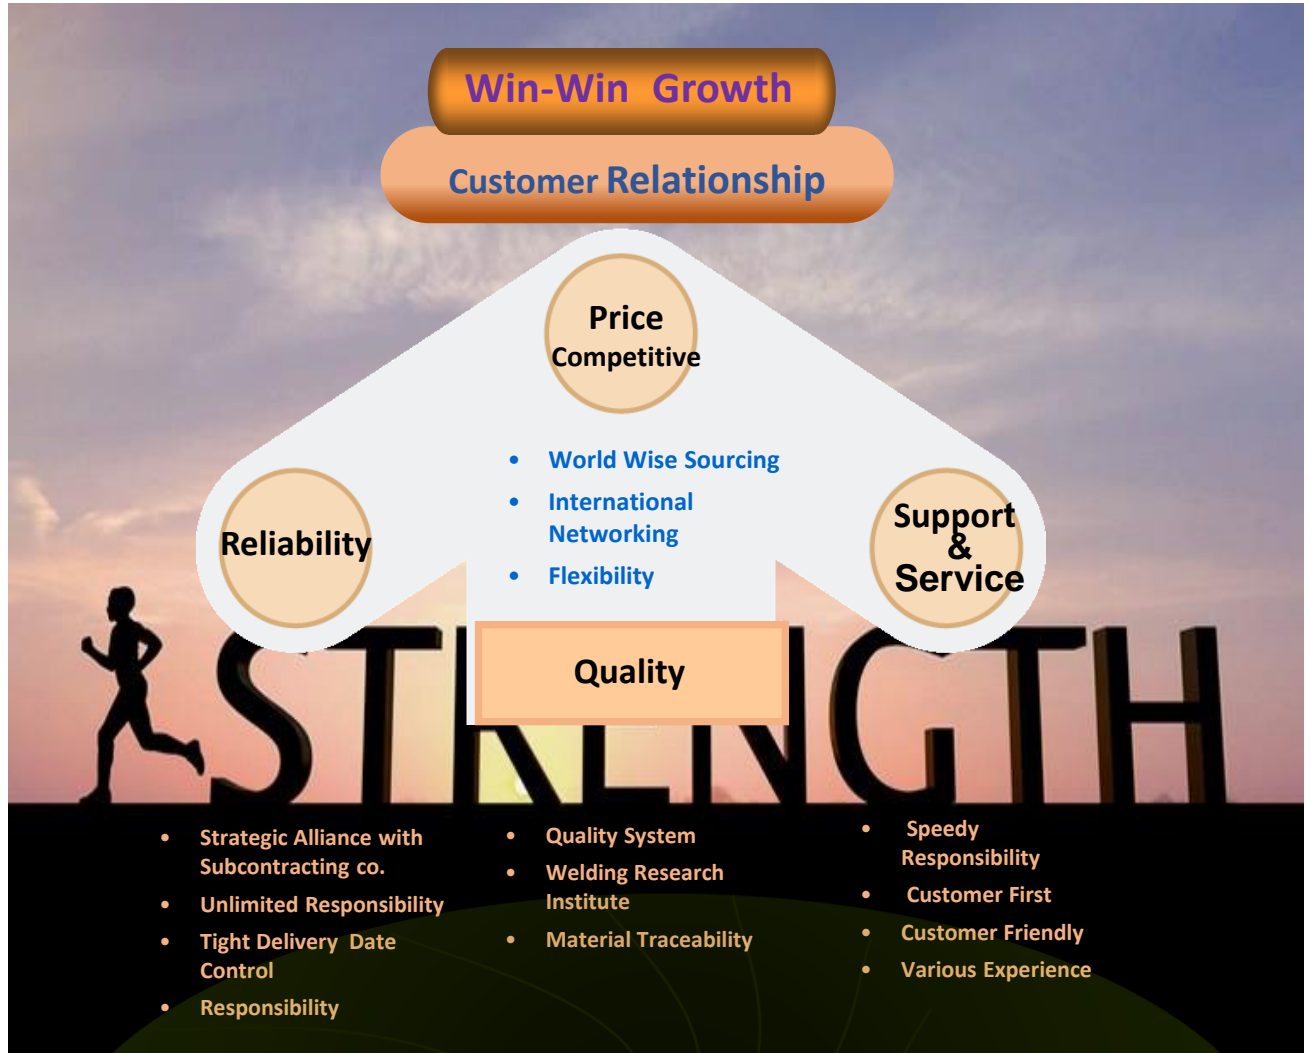 Win-Win Growth
Customer Relationship
Price
Competitive
• World Wise Sourcing
• International
Networking
• Flexibility
Reliability
Support
&
Service
Quality
STRENGTH
• Strategic Alliance with
Subcontracting co.
• Unlimited Responsibility
• Tight Delivery Date
Control
• Responsibility
• Quality System
• Welding Research
Institute
• Material Traceability
• Speedy
Responsibility
• Customer First
• Customer Friendly
• Various Experience